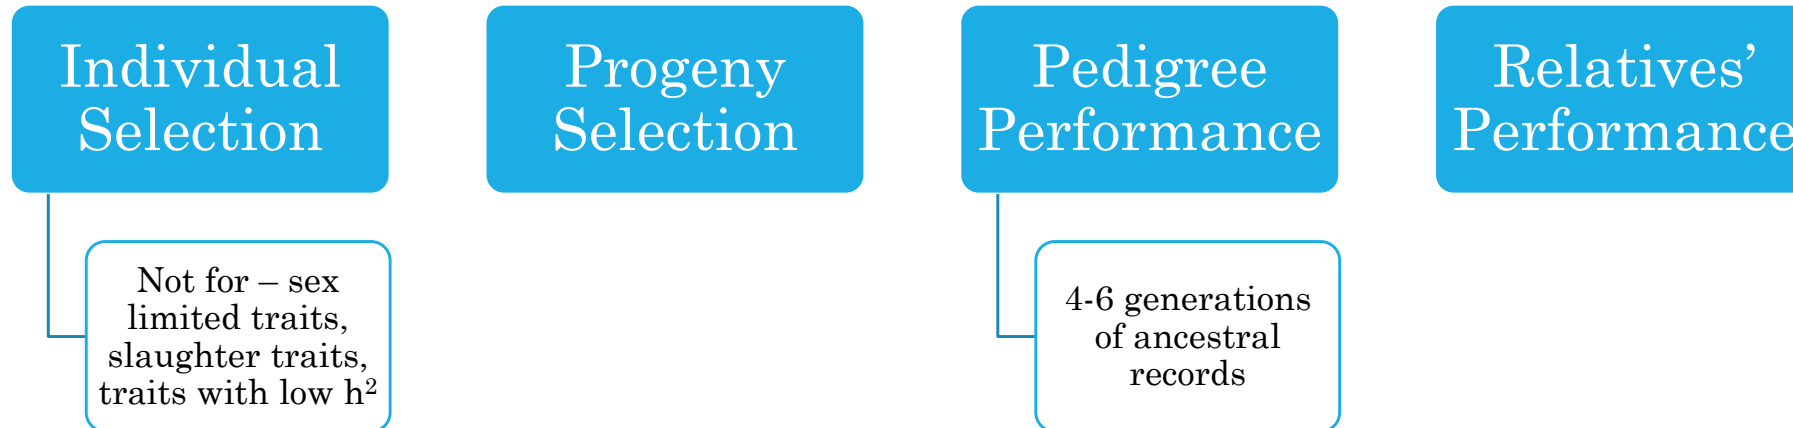 Individual
Selection
Progeny
Selection
Pedigree
Performance
Relatives’
Performance
Not for – sex
limited traits,
slaughter traits,
traits with low h²
4-6 generations
of ancestral
records